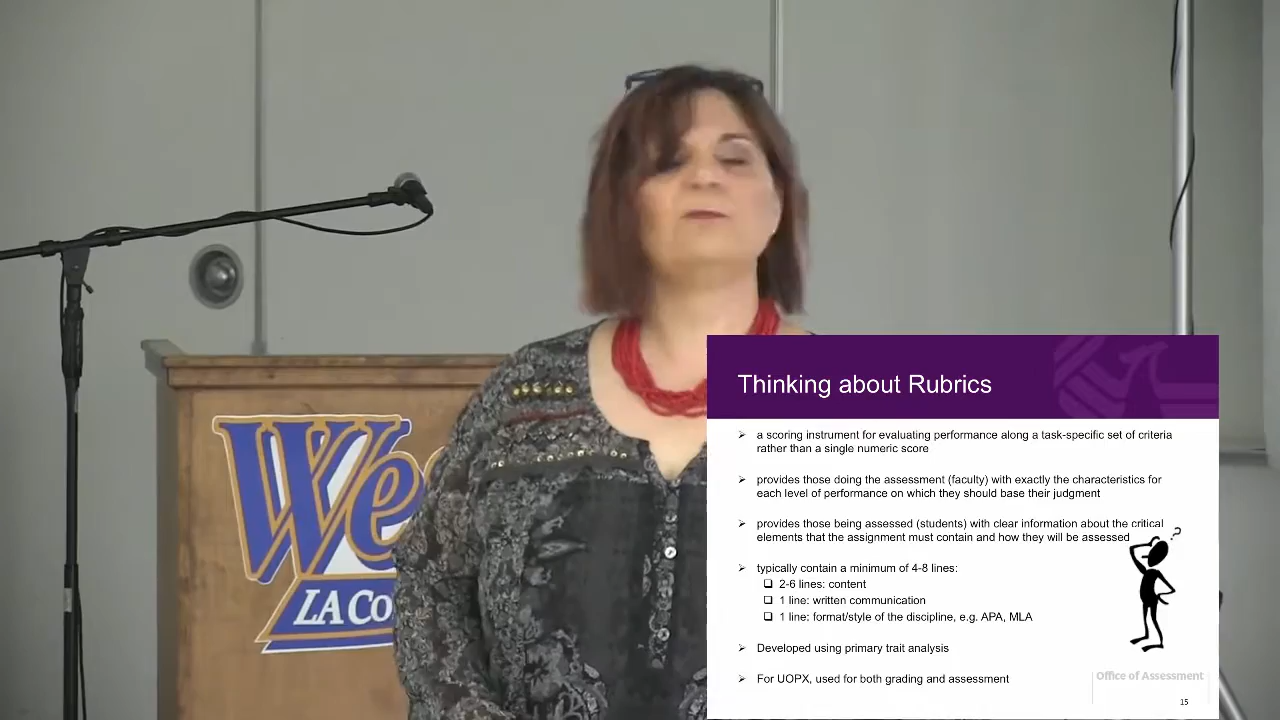 We
LA Co
Thinking about Rubrics
a scoring instrument for evaluating performance along a task-specific set of criteria
rather than a single numeric score
provides those doing the assessment (faculty) with exactly the characteristics for
each level of performance on which they should base their judgment
provides those being assessed (students) with clear information about the critical
elements that the assignment must contain and how they will be assessed
?
typically contain a minimum of 4-8 lines:
2-6 lines: content
1 line: written communication
1 line: format/style of the discipline, e.g. APA, MLA
Developed using primary trait analysis
For UOPX, used for both grading and assessment
Office of Assessment
15